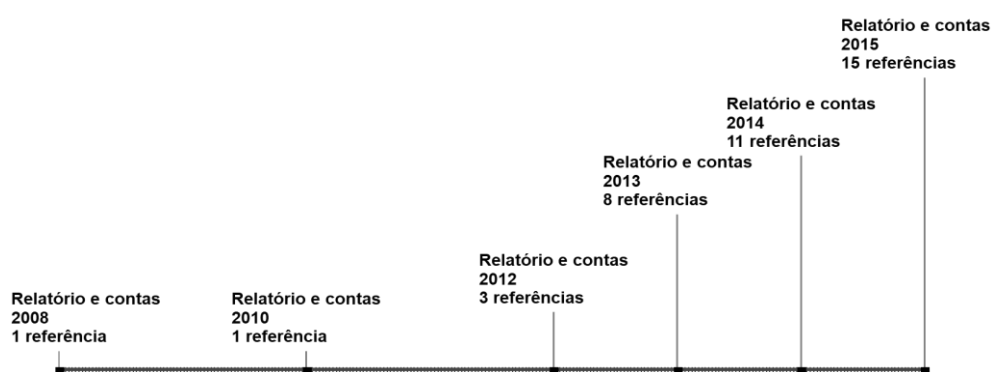 Relatório e contas
2015
15 referências
Relatório e contas
2014
11 referências
Relatório e contas
2013
8 referências
Relatório e contas
2012
3 referências
Relatório e contas
2008
1 referência
Relatório e contas
2010
1 referência